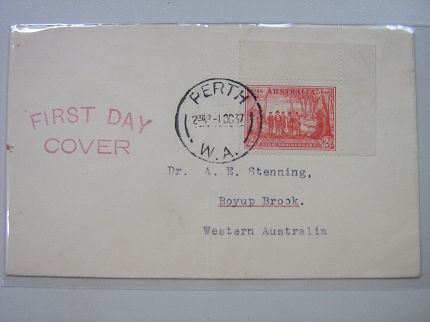 FIRST DAY
COVER
PERTH
W.A.
AUSTRALIA
Dr. A. E. Stenning,
Boyup Brook.
Western Australia